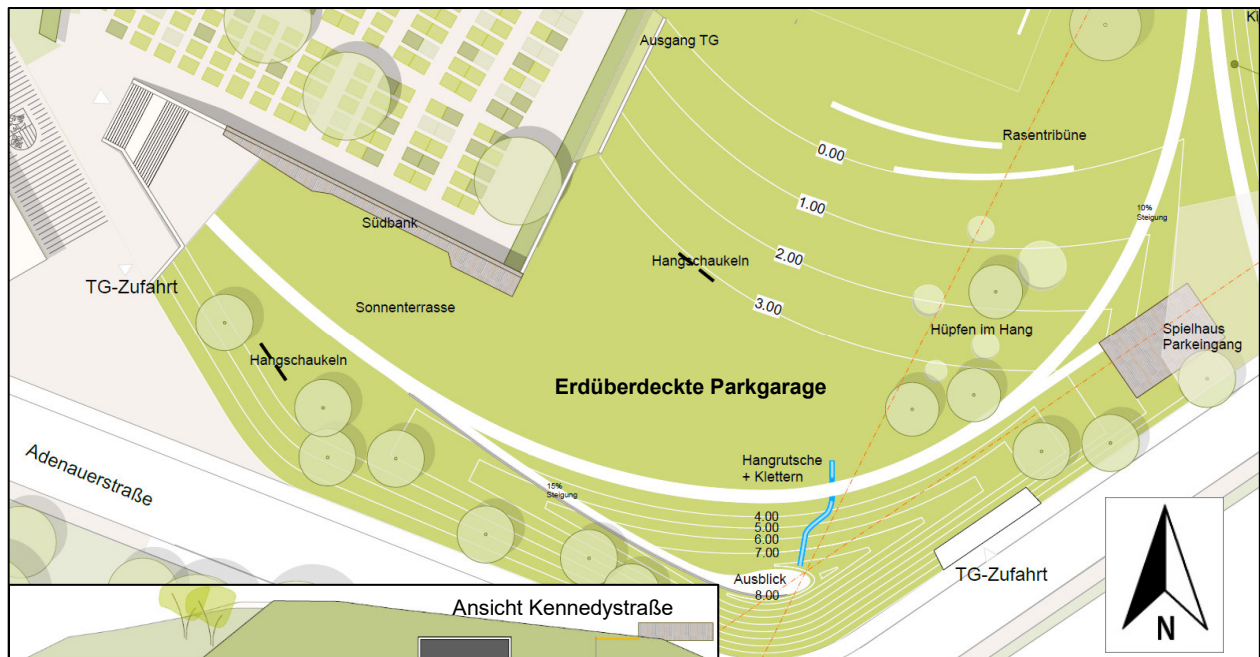 Ki
Ausgang TG
Rasentribüne
0.00
1.00
10%
Steigung
Südbank
2.00
Hangschaukeln
TG-Zufahrt
3.00
Sonnenterrasse
Hüpfen im Hang
Spielhaus
Parkeingang
Hangschaukeln
Erdüberdeckte Parkgarage
Adenauerstraße
Hangrutsche
+ Klettern
15%
Steigung
4.00
5.00
6.00
7.00
Ausblick
8.00
TG-Zufahrt
Ansicht Kennedystraße
N